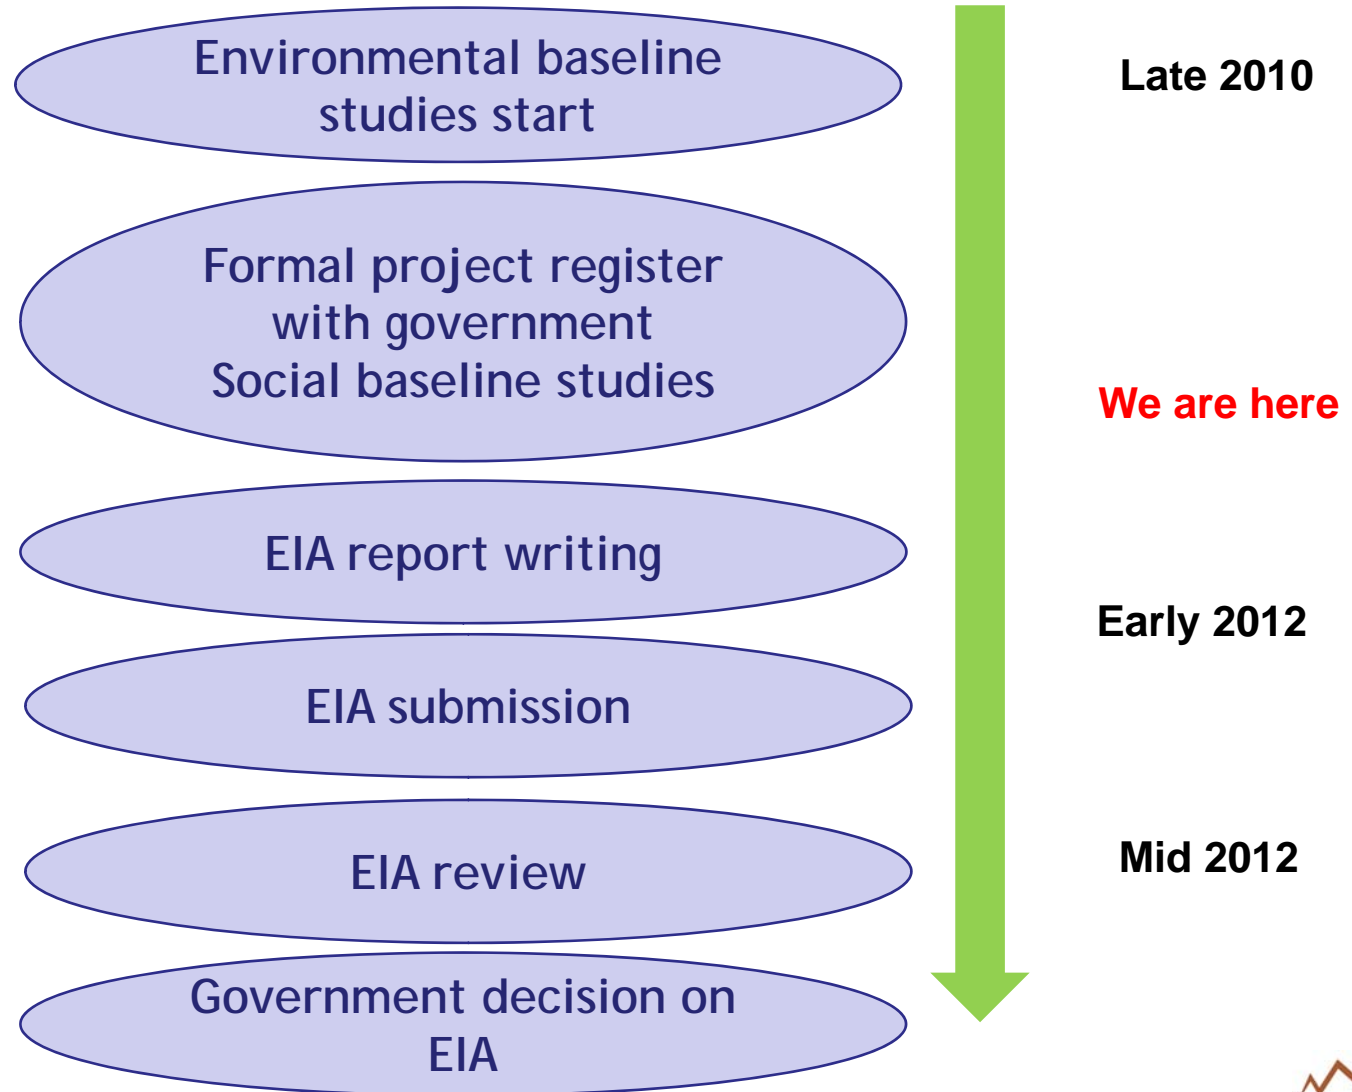 Environmental baseline
studies start
Late 2010
Formal project register
with government
Social baseline studies
We are here
EIA report writing
Early 2012
EIA submission
EIA review
Mid 2012
Government decision on
EIA